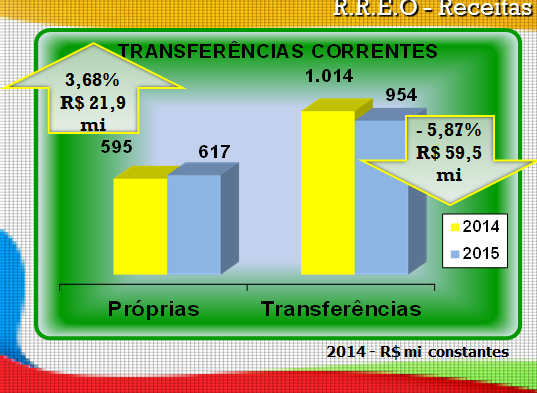 R.R.E.O - Receitas
TRANSFERÊNCIAS CORRENTES
3,68%
R$ 21,9
mi
595
617
1.014
954
- 5,87%
R$ 59,5
mi
2014
2015
Próprias
Transferências
2014 - R$ mi constantes